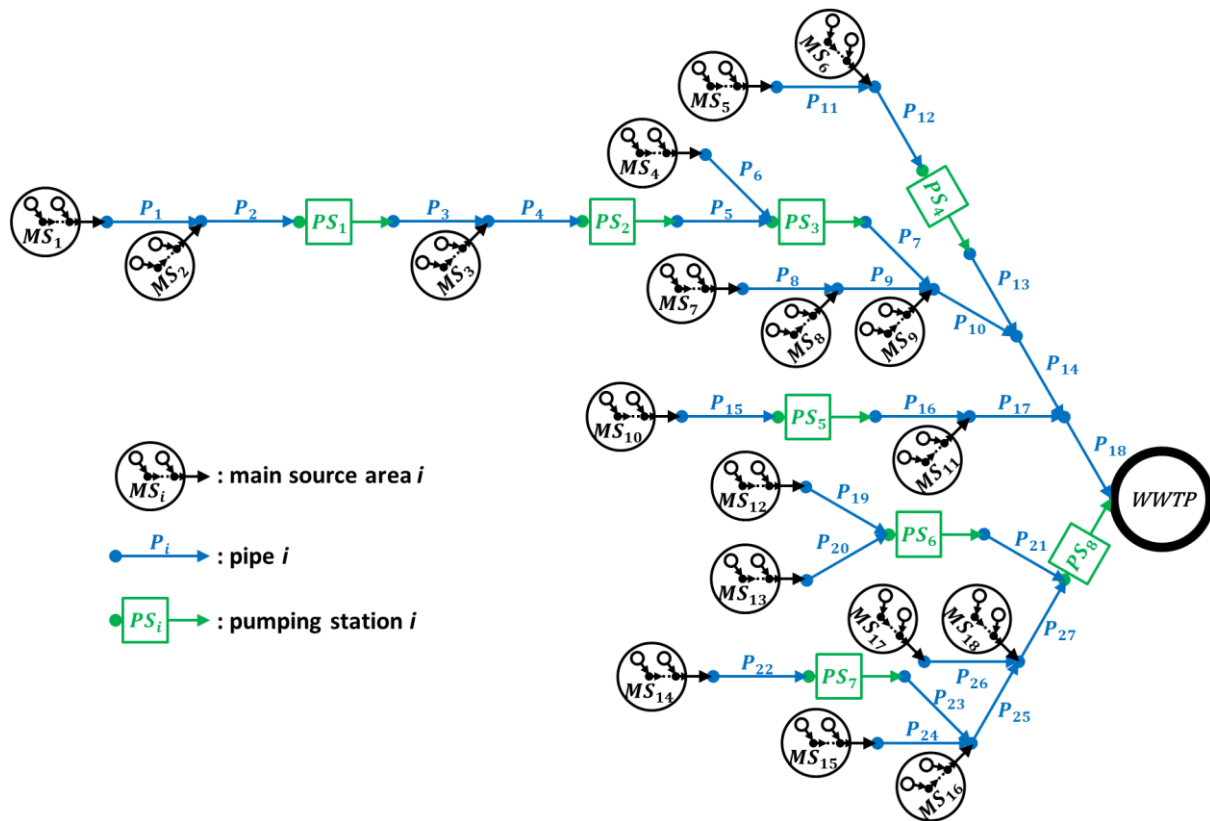 MS₆
MS₅
P₁₁
P₁₂
MS₄
P₆
PS₄
MS₁
P₁
P₂
PS₁
P₃
P₄
PS₂
P₅
PS₃
P₇
MS₂
MS₃
P₁₃
MS₇
P₈
P₉
P₁₀
MS₈
MS₉
P₁₄
MS₁₀
P₁₅
PS₅
P₁₆
P₁₇
MS₁₁
P₁₈
MSᵢ
: main source area i
MS₁₂
P₁₉
WWTP
Pᵢ
: pipe i
P₂₀
PS₆
P₂₁
PS₈
MS₁₃
PSᵢ
: pumping station i
MS₁₇
MS₁₈
P₂₇
MS₁₄
P₂₂
PS₇
P₂₆
P₂₃
P₂₅
MS₁₅
P₂₄
MS₁₆